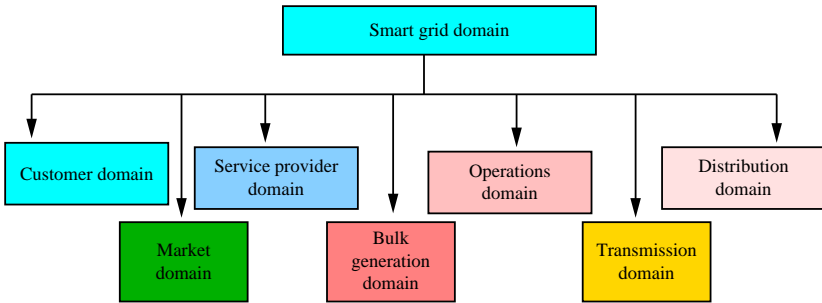 Smart grid domain
Customer domain
Service provider
domain
Operations
domain
Distribution
domain
Market
domain
Bulk
generation
domain
Transmission
domain